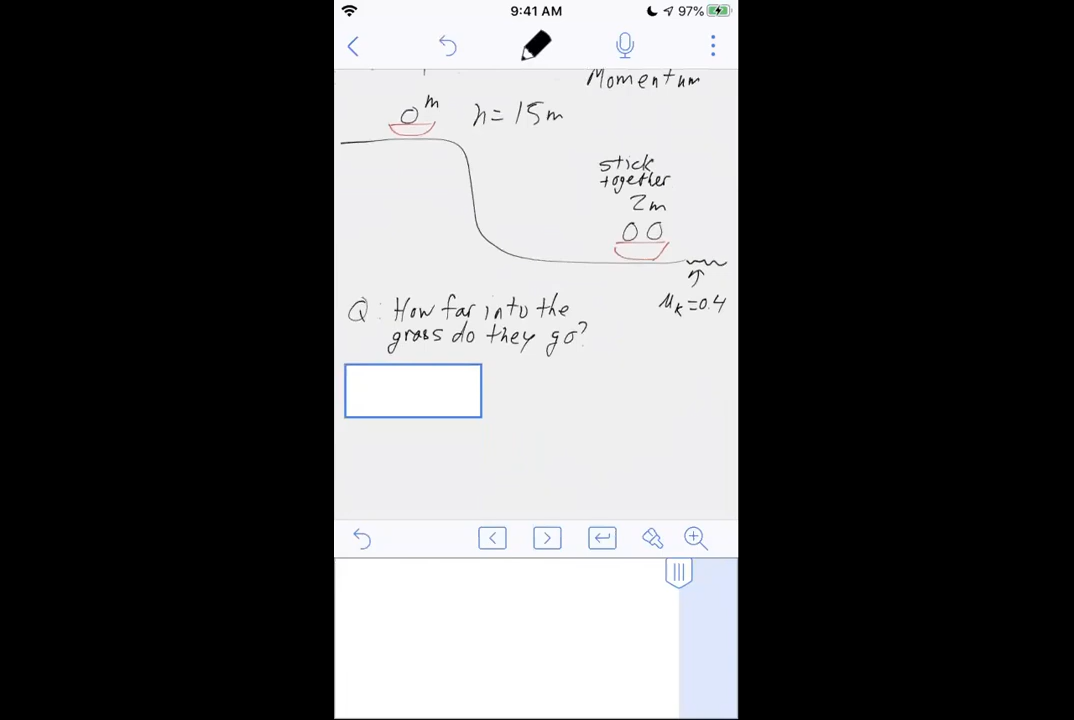 9:41 AM
97%
Momentum
m
h = 15m
stick
together
2m
μk = 0.4
Q: How far into the
grass do they go?